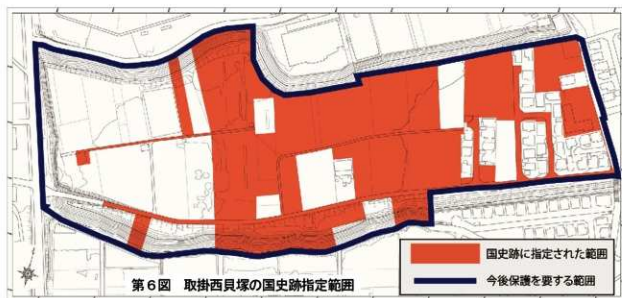 国史跡に指定された範囲
今後保護を要する範囲
第6図 取掛西貝塚の国史跡指定範囲